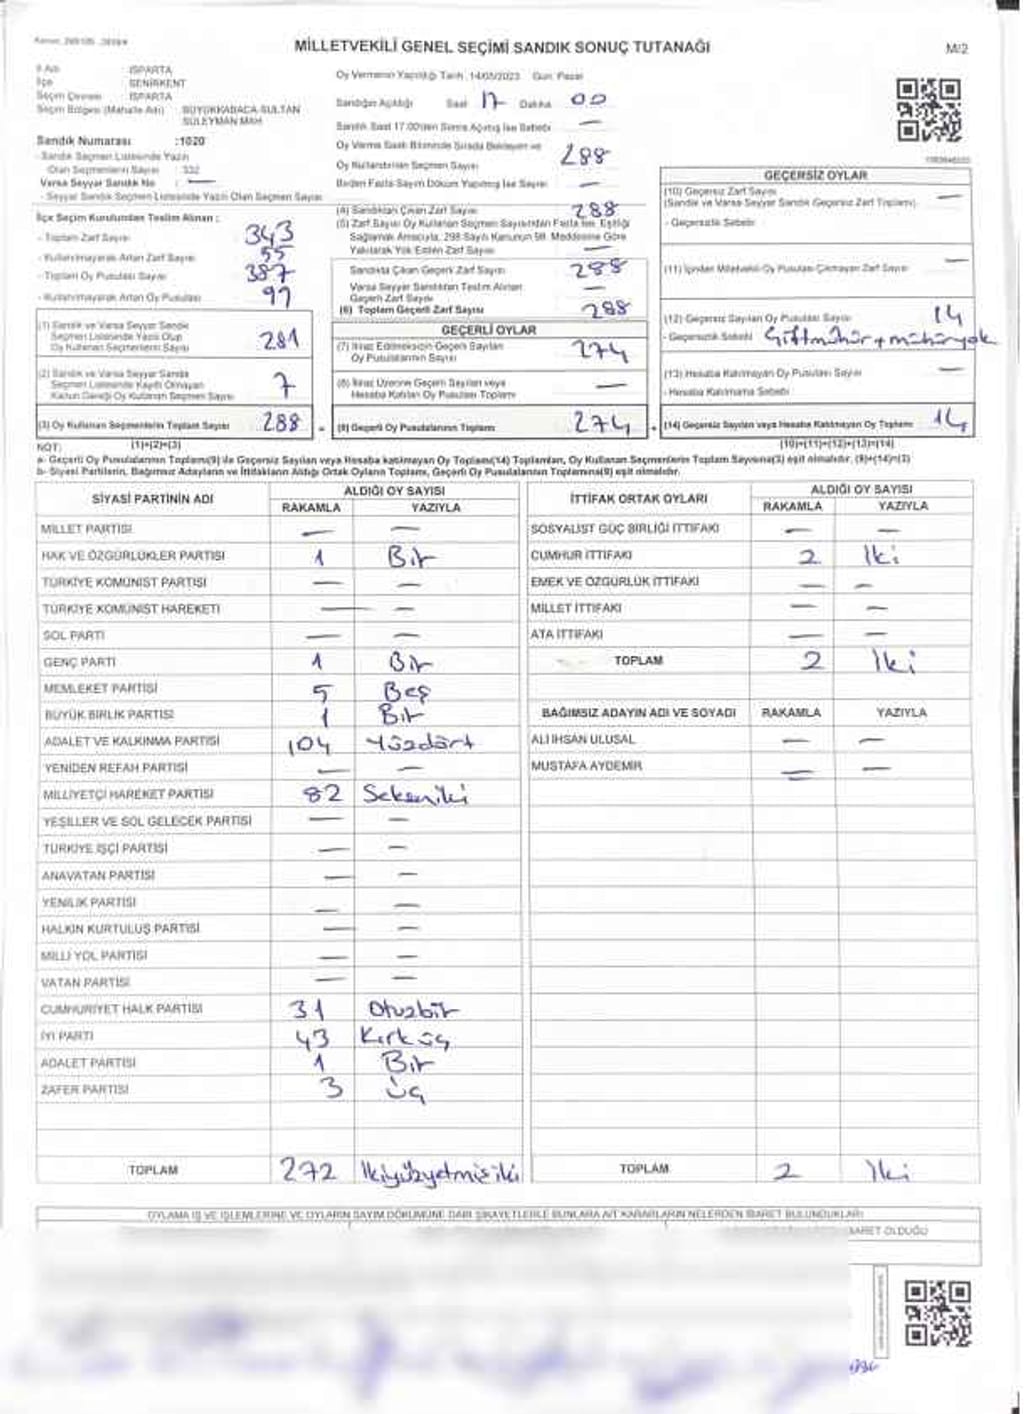 MİLLETVEKİLİ GENEL SEÇİMİ SANDIK SONUÇ TUTANAĞI
M/2
İl Adı : ISPARTA
İlçe : SENİRKENT
Seçim Çevresi : ISPARTA
Seçim Bölgesi (Mahalle Adı) : BÜYÜKKABACA-SULTAN SÜLEYMAN MAH.
Sandık Numarası :1020
- Sandık Seçmen Listesinde Yazılı Olan Seçmenlerin Sayısı : 332
Varsa Seyyar Sandık No : —
- Seyyar Sandık Seçmen Listesinde Yazılı Olan Seçmen Sayısı
Oy Vermenin Yapıldığı Tarih :14/05/2023 Gün: Pazar
Sandığın Açıldığı Saat 17 Dakika 00
Sandık Saat 17.00'den Sonra Açılmış İse Sebebi —
Oy Verme Saati Bitiminde Sırada Bekleyen ve
Oy Kullandırılan Seçmen Sayısı 288
Birden Fazla Sayım Döküm Yapılmış İse Sayısı —
İlçe Seçim Kurulundan Teslim Alınan :
- Toplam Zarf Sayısı 343
- Kullanılmayarak Artan Zarf Sayısı 55
- Toplam Oy Pusulası Sayısı 387
- Kullanılmayarak Artan Oy Pusulası 99
(1) Sandık ve Varsa Seyyar Sandık
Seçmen Listesinde Yazılı Olup
Oy Kullanan Seçmenlerin Sayısı 281
(2) Sandık ve Varsa Seyyar Sandık
Seçmen Listesinde Kayıtlı Olmayan
Kanun Gereği Oy Kullanan Seçmen Sayısı 7
(3) Oy Kullanan Seçmenlerin Toplam Sayısı 288
(1)+(2)=(3)
(4) Sandıktan Çıkan Zarf Sayısı 288
(5) Zarf Sayısı Oy Kullanan Seçmen Sayısından Fazla İse, Eşitliği
Sağlamak Amacıyla, 298 Sayılı Kanunun 98. Maddesine Göre
Yakılarak Yok Edilen Zarf Sayısı —
Sandıkta Çıkan Geçerli Zarf Sayısı 288
Varsa Seyyar Sandıktan Teslim Alınan
Geçerli Zarf Sayısı —
(6) Toplam Geçerli Zarf Sayısı 288
GEÇERLİ OYLAR
(7) İtiraz Edilmeksizin Geçerli Sayılan
Oy Pusulalarının Sayısı 274
(8) İtiraz Üzerine Geçerli Sayılan veya
Hesaba Katılan Oy Pusulası Toplamı —
(9) Geçerli Oy Pusulalarının Toplamı 274
GEÇERSİZ OYLAR
(10) Geçersiz Zarf Sayısı
(Sandık ve Varsa Seyyar Sandık Geçersiz Zarf Toplamı) —
- Geçersizlik Sebebi
(11) İçinden Milletvekili Oy Pusulası Çıkmayan Zarf Sayısı —
(12) Geçersiz Sayılan Oy Pusulası Sayısı 14
- Geçersizlik Sebebi Çiftmühür + mühüryok
(13) Hesaba Katılmayan Oy Pusulası Sayısı —
- Hesaba Katılmama Sebebi
(14) Geçersiz Sayılan veya Hesaba Katılmayan Oy Toplamı 14
(10)+(11)+(12)+(13)=(14)
NOT:
a- Geçerli Oy Pusulalarının Toplamı(9) ile Geçersiz Sayılan veya Hesaba katılmayan Oy Toplamı(14) Toplamları, Oy Kullanan Seçmenlerin Toplam Sayısına(3) eşit olmalıdır. (9)+(14)=(3)
b- Siyasi Partilerin, Bağımsız Adayların ve İttifakların Aldığı Ortak Oyların Toplamı, Geçerli Oy Pusulalarının Toplamına(9) eşit olmalıdır.
SİYASİ PARTİNİN ADI ALDIĞI OY SAYISI
RAKAMLA YAZIYLA
MİLLET PARTİSİ — —
HAK VE ÖZGÜRLÜKLER PARTİSİ 1 Bir
TÜRKİYE KOMÜNİST PARTİSİ — —
TÜRKİYE KOMÜNİST HAREKETİ — —
SOL PARTİ — —
GENÇ PARTİ 1 Bir
MEMLEKET PARTİSİ 5 Beş
BÜYÜK BİRLİK PARTİSİ 1 Bir
ADALET VE KALKINMA PARTİSİ 104 Yüzdört
YENİDEN REFAH PARTİSİ — —
MİLLİYETÇİ HAREKET PARTİSİ 82 Sekseniki
YEŞİLLER VE SOL GELECEK PARTİSİ — —
TÜRKİYE İŞÇİ PARTİSİ — —
ANAVATAN PARTİSİ — —
YENİLİK PARTİSİ — —
HALKIN KURTULUŞ PARTİSİ — —
MİLLİ YOL PARTİSİ — —
VATAN PARTİSİ — —
CUMHURİYET HALK PARTİSİ 31 Otuzbir
İYİ PARTİ 43 Kırküç
ADALET PARTİSİ 1 Bir
ZAFER PARTİSİ 3 üç
TOPLAM 272 İkiyüzyetmişiki
İTTİFAK ORTAK OYLARI ALDIĞI OY SAYISI
RAKAMLA YAZIYLA
SOSYALİST GÜÇ BİRLİĞİ İTTİFAKI — —
CUMHUR İTTİFAKI 2 İki
EMEK VE ÖZGÜRLÜK İTTİFAKI — —
MİLLET İTTİFAKI — —
ATA İTTİFAKI — —
TOPLAM 2 İki
BAĞIMSIZ ADAYIN ADI VE SOYADI RAKAMLA YAZIYLA
ALİ İHSAN ULUSAL — —
MUSTAFA AYDEMİR — —
TOPLAM 2 İki
OYLAMA İŞ VE İŞLEMLERİNE VE OYLARIN SAYIM DÖKÜMÜNE DAİR ŞİKAYETLERLE BUNLARA AİT KARARLARIN NELERDEN İBARET BULUNDUKLARI
İBARET OLDUĞU